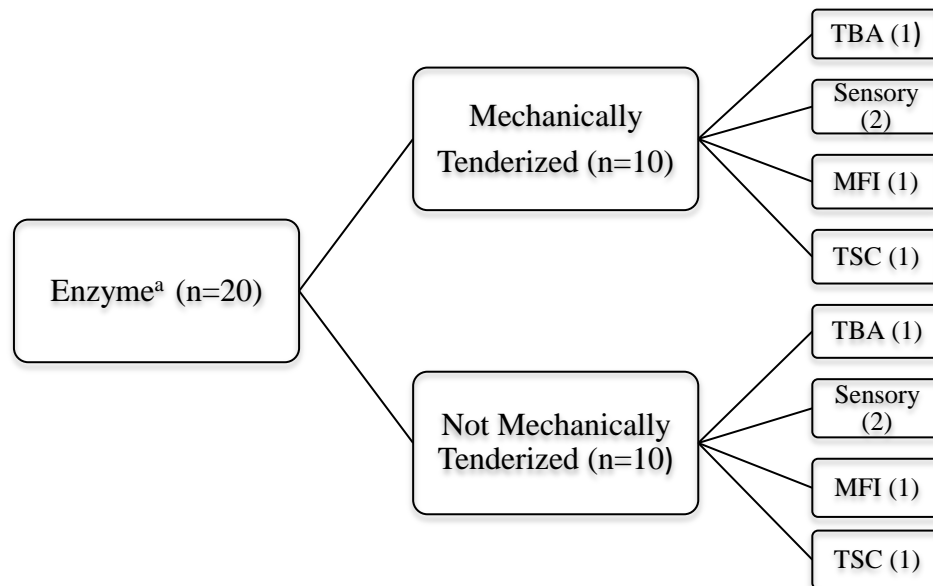 Enzymeᵃ (n=20)
Mechanically
Tenderized (n=10)
TBA (1)
Sensory
(2)
MFI (1)
TSC (1)
Not Mechanically
Tenderized (n=10)
TBA (1)
Sensory
(2)
MFI (1)
TSC (1)